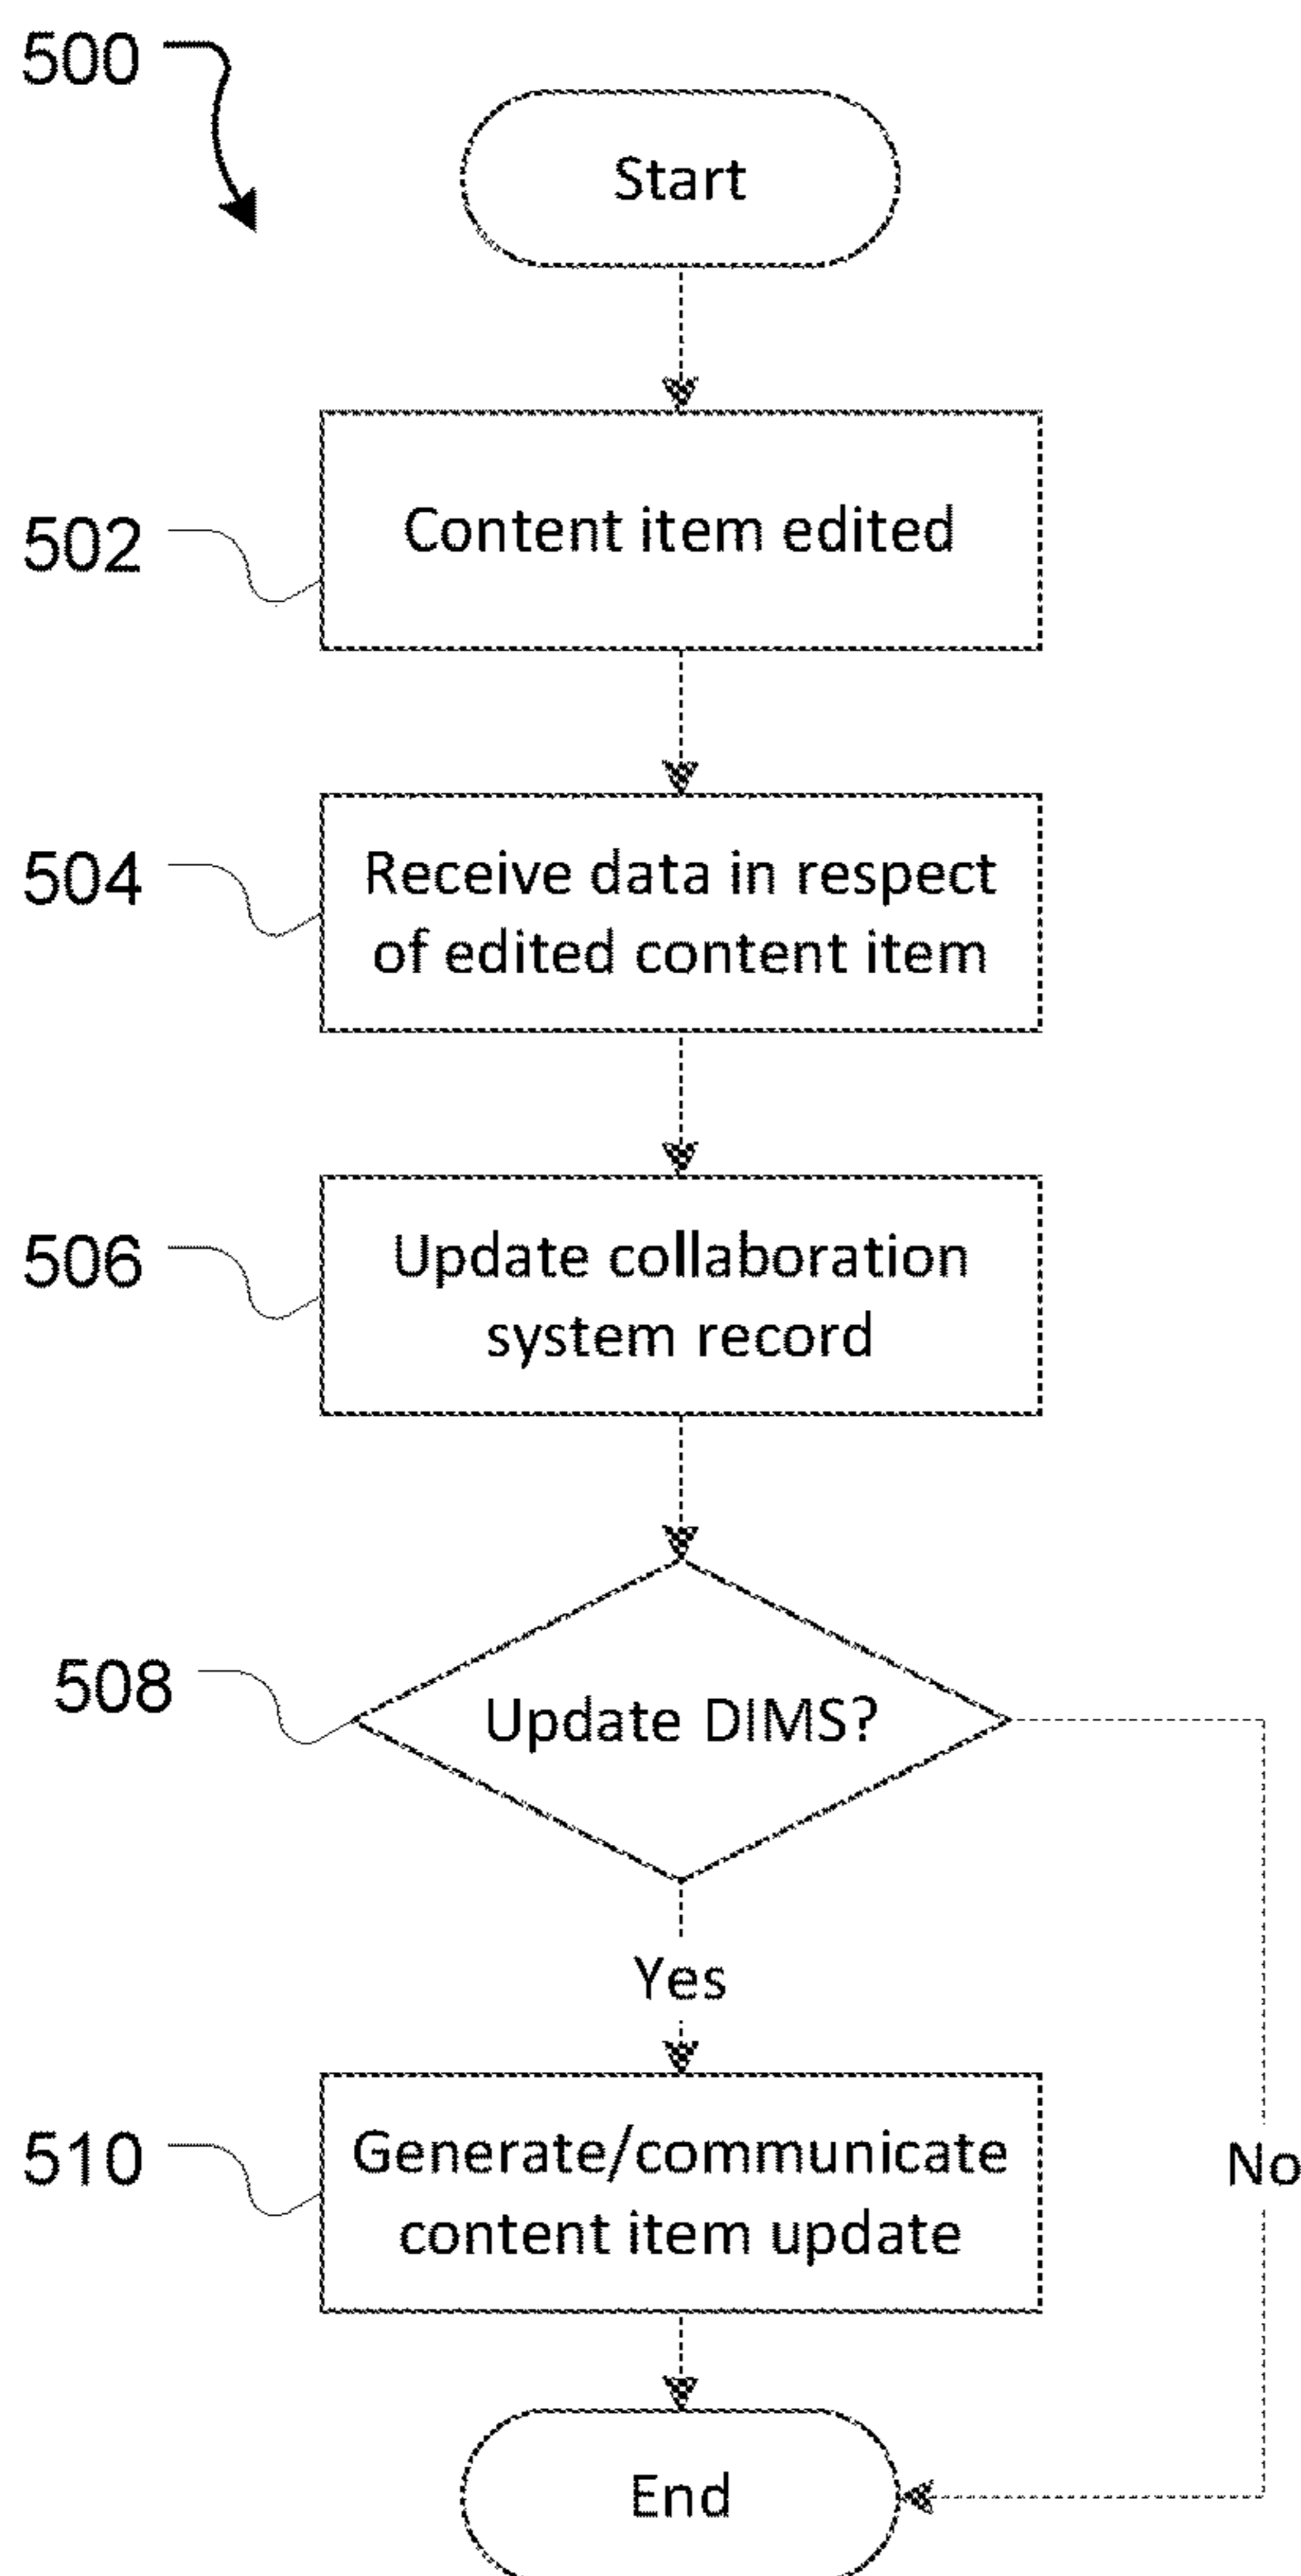 500
Start
502
Content item edited
504
Receive data in respect
of edited content item
506
Update collaboration
system record
508
Update DIMS?
Yes
510
Generate/communicate
content item update
No
End